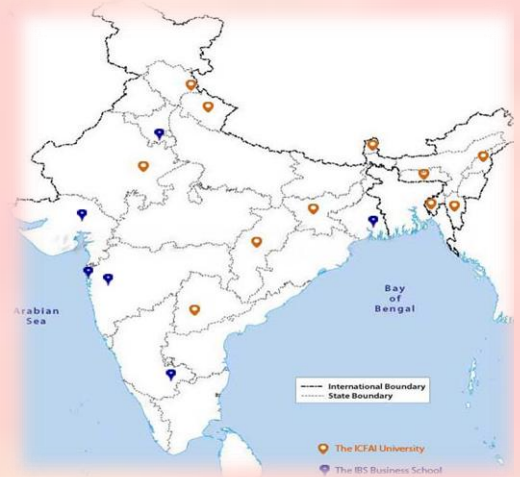 Arabian
Sea
Bay
of
Bengal
International Boundary
State Boundary
The ICFAI University
The IBS Business School